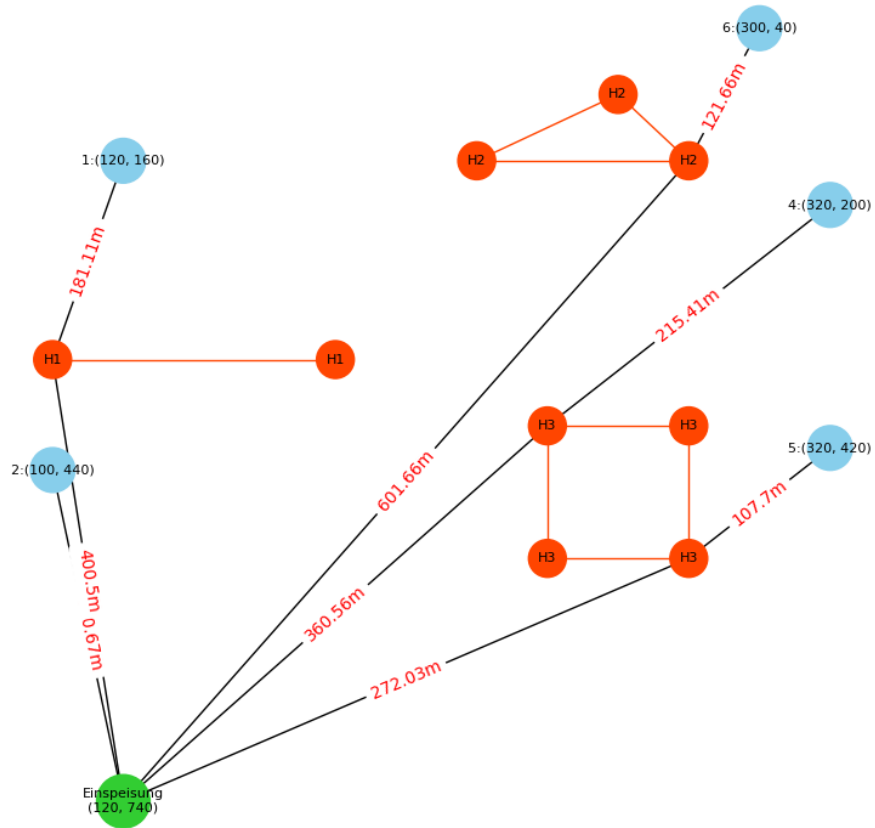 6:(300, 40)
H2
121.66m
1:(120, 160)
H2
H2
4:(320, 200)
181.11m
215.41m
H1
H1
H3
H3
5:(320, 420)
2:(100, 440)
601.66m
107.7m
400.5m
H3
H3
360.56m
0.67m
272.03m
Einspeisung
(120, 740)